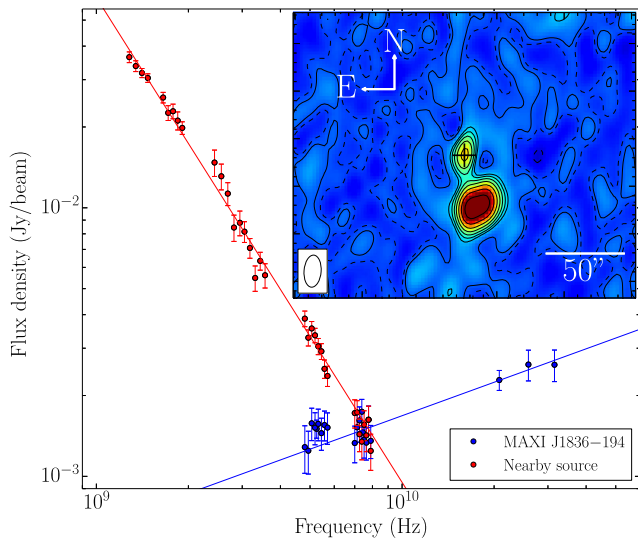 N
E
50"
10⁻²
10⁻³
Flux density (Jy/beam)
MAXI J1836−194
Nearby source
10⁹
10¹⁰
Frequency (Hz)